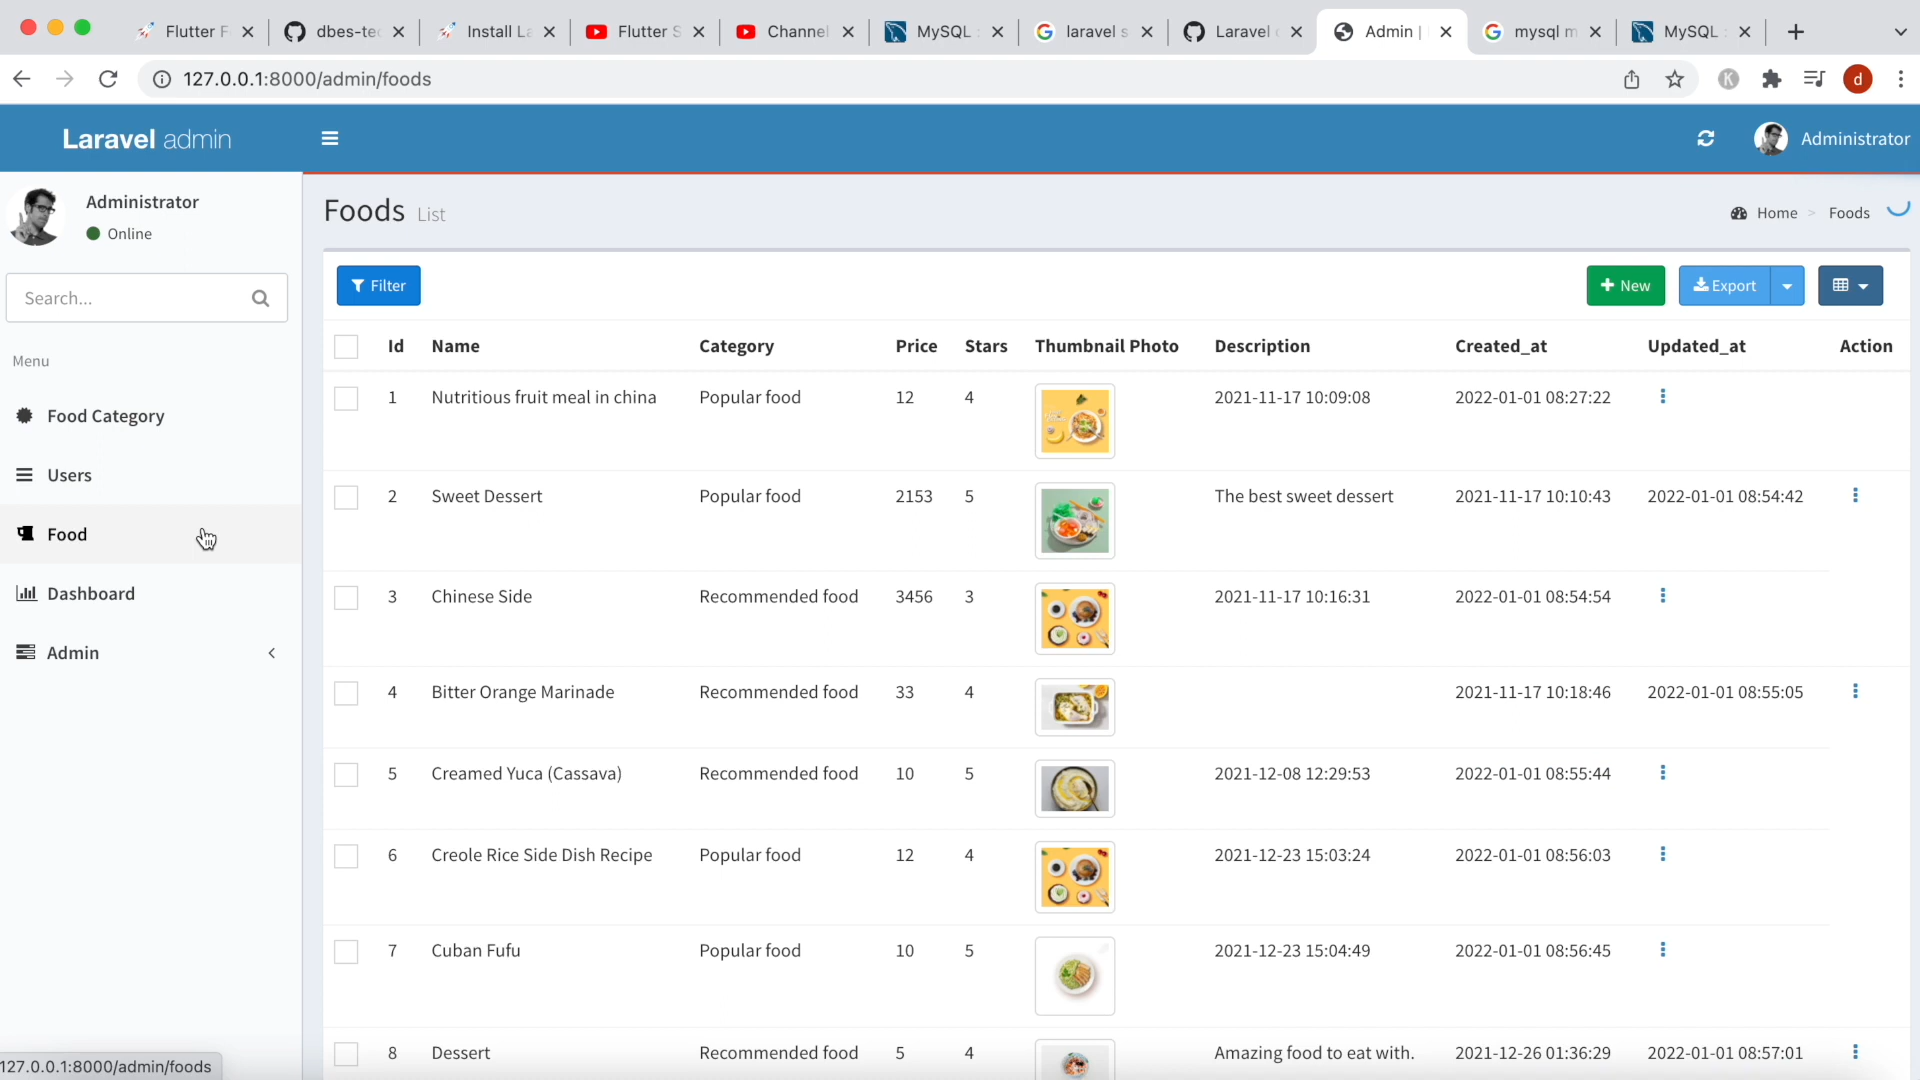 Flutter F
dbes-tec
Install La
Flutter S
Channel
MySQL
laravel s
Laravel
Admin |
mysql m
MySQL
127.0.0.1:8000/admin/foods
K
d
Laravel admin
Administrator
Administrator
Online
Search...
Menu
Food Category
Users
Food
Dashboard
Admin
Foods List
Home > Foods
Filter
New
Export
Id Name Category Price Stars Thumbnail Photo Description Created_at Updated_at Action
1 Nutritious fruit meal in china Popular food 12 4 2021-11-17 10:09:08 2022-01-01 08:27:22
2 Sweet Dessert Popular food 2153 5 The best sweet dessert 2021-11-17 10:10:43 2022-01-01 08:54:42
3 Chinese Side Recommended food 3456 3 2021-11-17 10:16:31 2022-01-01 08:54:54
4 Bitter Orange Marinade Recommended food 33 4 2021-11-17 10:18:46 2022-01-01 08:55:05
5 Creamed Yuca (Cassava) Recommended food 10 5 2021-12-08 12:29:53 2022-01-01 08:55:44
6 Creole Rice Side Dish Recipe Popular food 12 4 2021-12-23 15:03:24 2022-01-01 08:56:03
7 Cuban Fufu Popular food 10 5 2021-12-23 15:04:49 2022-01-01 08:56:45
8 Dessert Recommended food 5 4 Amazing food to eat with. 2021-12-26 01:36:29 2022-01-01 08:57:01
127.0.0.1:8000/admin/foods